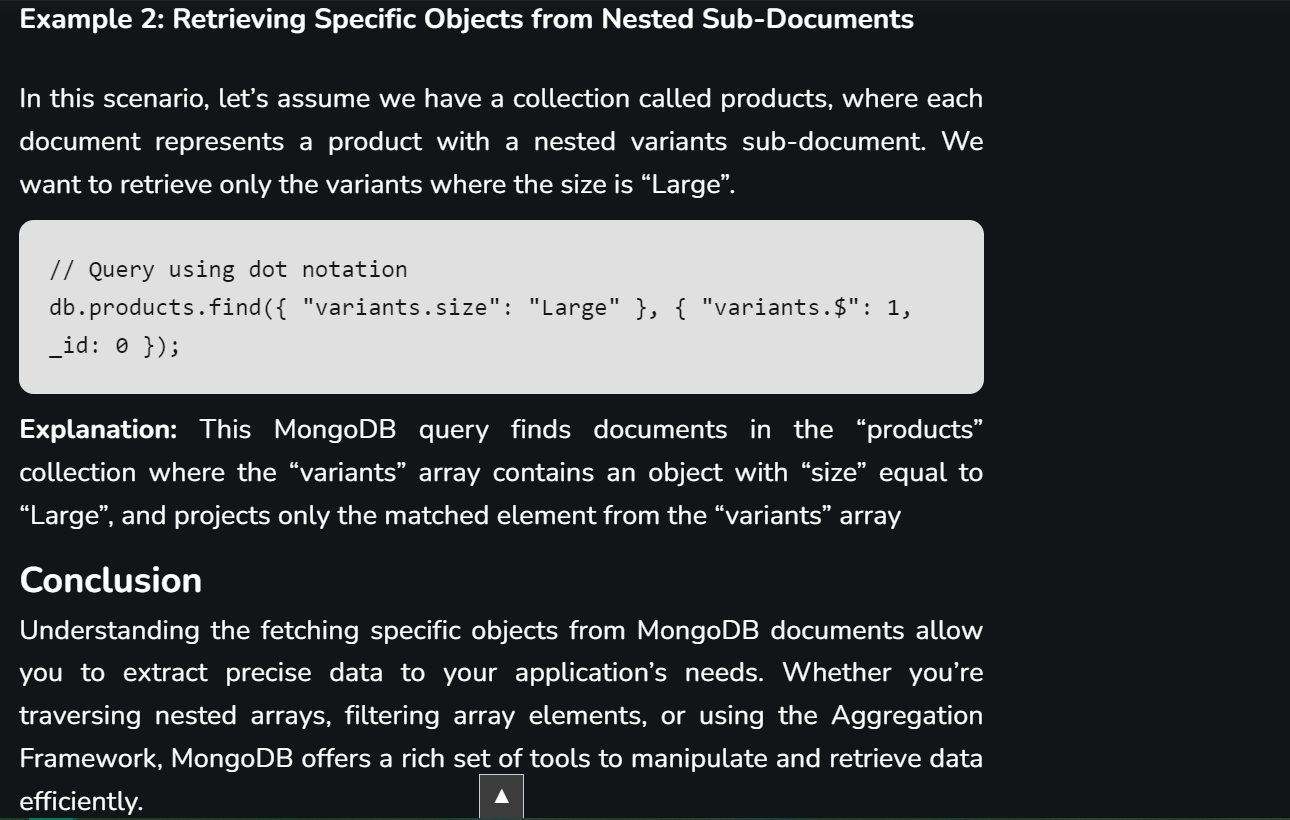 Example 2: Retrieving Specific Objects from Nested Sub-Documents
In this scenario, let’s assume we have a collection called products, where each
document represents a product with a nested variants sub-document. We
want to retrieve only the variants where the size is “Large”.
// Query using dot notation
db.products.find({ "variants.size": "Large" }, { "variants.$": 1,
_id: 0 });
Explanation: This MongoDB query finds documents in the “products”
collection where the “variants” array contains an object with “size” equal to
“Large”, and projects only the matched element from the “variants” array
Conclusion
Understanding the fetching specific objects from MongoDB documents allow
you to extract precise data to your application’s needs. Whether you’re
traversing nested arrays, filtering array elements, or using the Aggregation
Framework, MongoDB offers a rich set of tools to manipulate and retrieve data
efficiently.